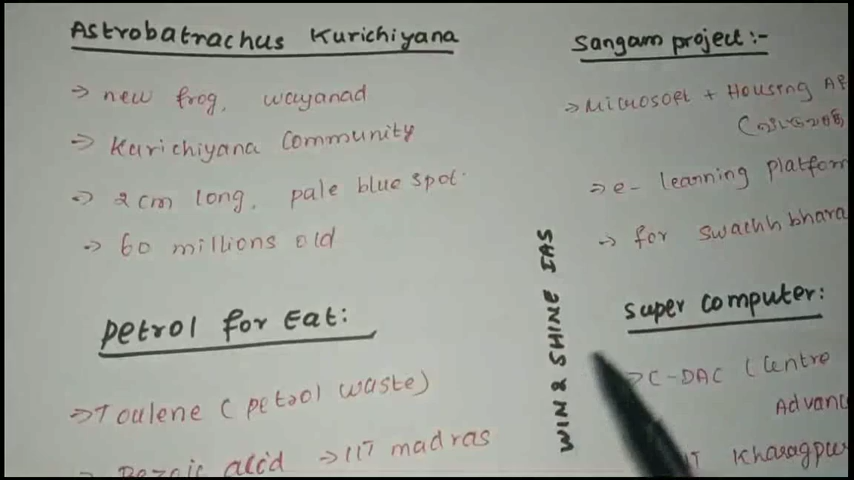 Astrobatrachus Kurichiyana
→ new frog, wayanad
→ Kurichiyana Community
→ 2cm long, pale blue spot.
→ 60 millions old
Petrol for Eat:
→ Toulene (petrol waste)
acid → IIT madras
WIN & SHINE IAS
Sangam project:-
→ Microsoft + Housing
→ e- learning platform
→ for swachh bhara
super computer:
→ C-DAC (Centre
Advanc
Kharagpur